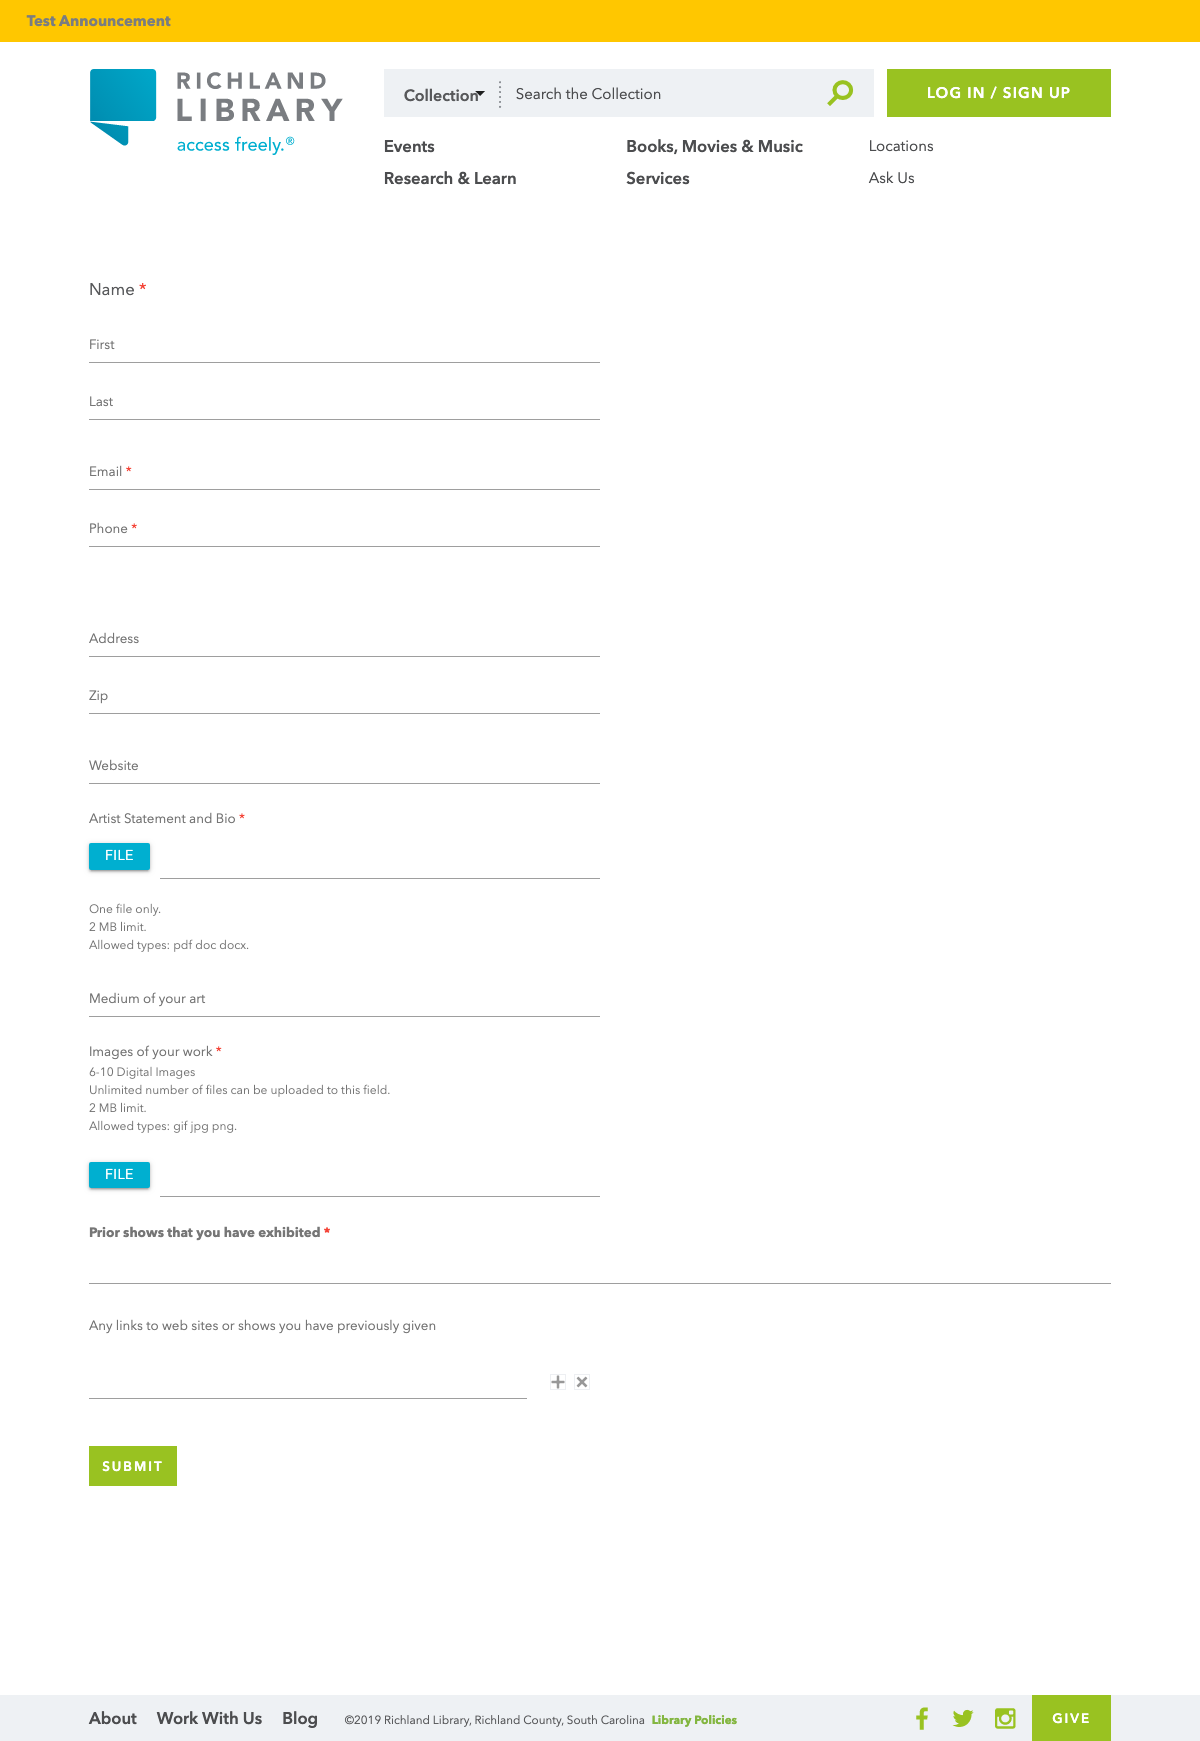 Test Announcement
RICHLAND
LIBRARY
access freely.®
Collection
Search the Collection
LOG IN / SIGN UP
Events
Books, Movies & Music
Locations
Research & Learn
Services
Ask Us
Name *
First
Last
Email *
Phone *
Address
Zip
Website
Artist Statement and Bio *
FILE
One file only.
2 MB limit.
Allowed types: pdf doc docx.
Medium of your art
Images of your work *
6-10 Digital Images
Unlimited number of files can be uploaded to this field.
2 MB limit.
Allowed types: gif jpg png.
FILE
Prior shows that you have exhibited *
Any links to web sites or shows you have previously given
SUBMIT
About Work With Us Blog ©2019 Richland Library, Richland County, South Carolina Library Policies
GIVE